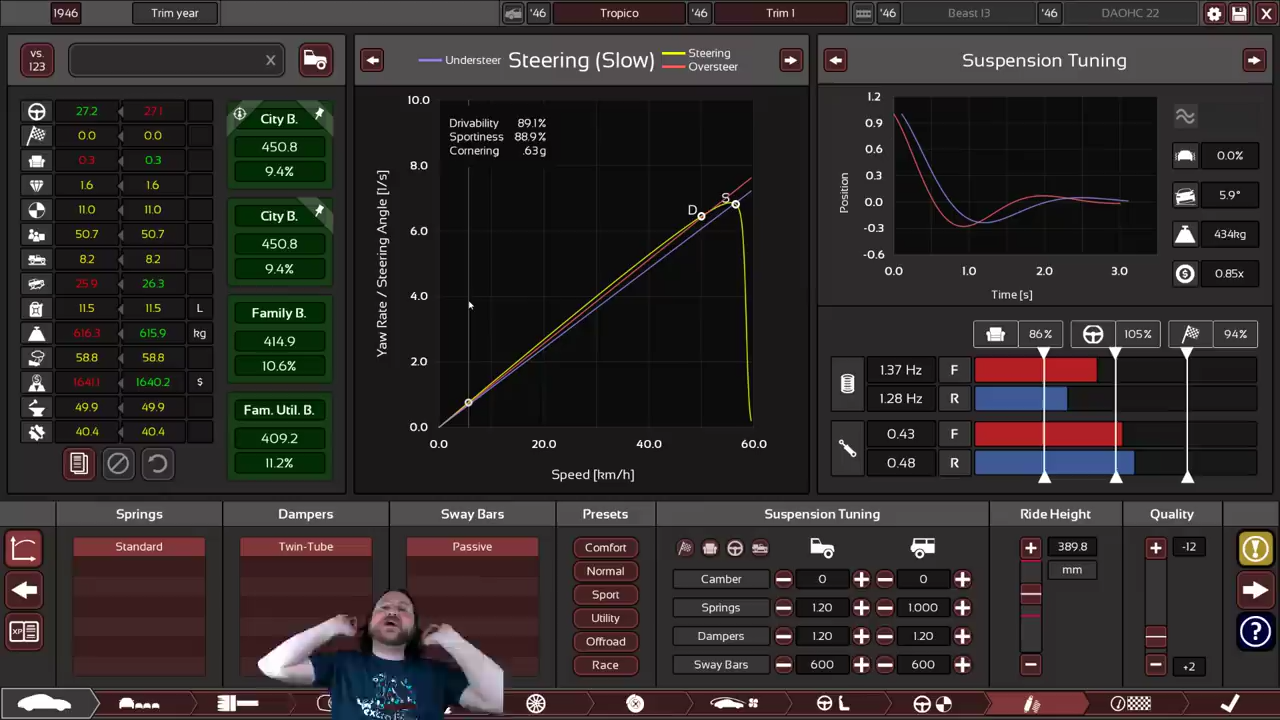 1946 Trim year '46 Tropico '46 Trim 1 '46 Beast 13 '46 DAOHC 22
vs. 123
X
27.2 27.1
0.0 0.0
0.3 0.3
1.6 1.6
11.0 11.0
50.7 50.7
8.2 8.2
25.9 26.3
11.5 11.5 L
616.3 615.9 kg
58.8 58.8
1641.1 1640.2 $
49.9 49.9
40.4 40.4
City B.
450.8
9.4%
City B.
450.8
9.4%
Family B.
414.9
10.6%
Fam. Util. B.
409.2
11.2%
Understeer Steering (Slow) Steering
Oversteer
Drivability 89.1%
Sportiness 88.9%
Cornering .63g
10.0
8.0
6.0
4.0
2.0
0.0
D
S
Yaw Rate / Steering Angle [1/s]
0.0 20.0 40.0 60.0
Speed [km/h]
Suspension Tuning
1.2
0.9
0.6
0.3
0.0
-0.3
-0.6
Position
0.0 1.0 2.0 3.0
Time [s]
0.0%
5.9°
434kg
0.85x
86% 105% 94%
1.37 Hz F
1.28 Hz R
0.43 F
0.48 R
Springs Dampers Sway Bars Presets Suspension Tuning Ride Height Quality
Standard Twin-Tube Passive
Comfort
Normal
Sport
Utility
Offroad
Race
Camber 0 0
Springs 1.20 1.000
Dampers 1.20 1.20
Sway Bars 600 600
389.8
mm
-12
+2
XP
?